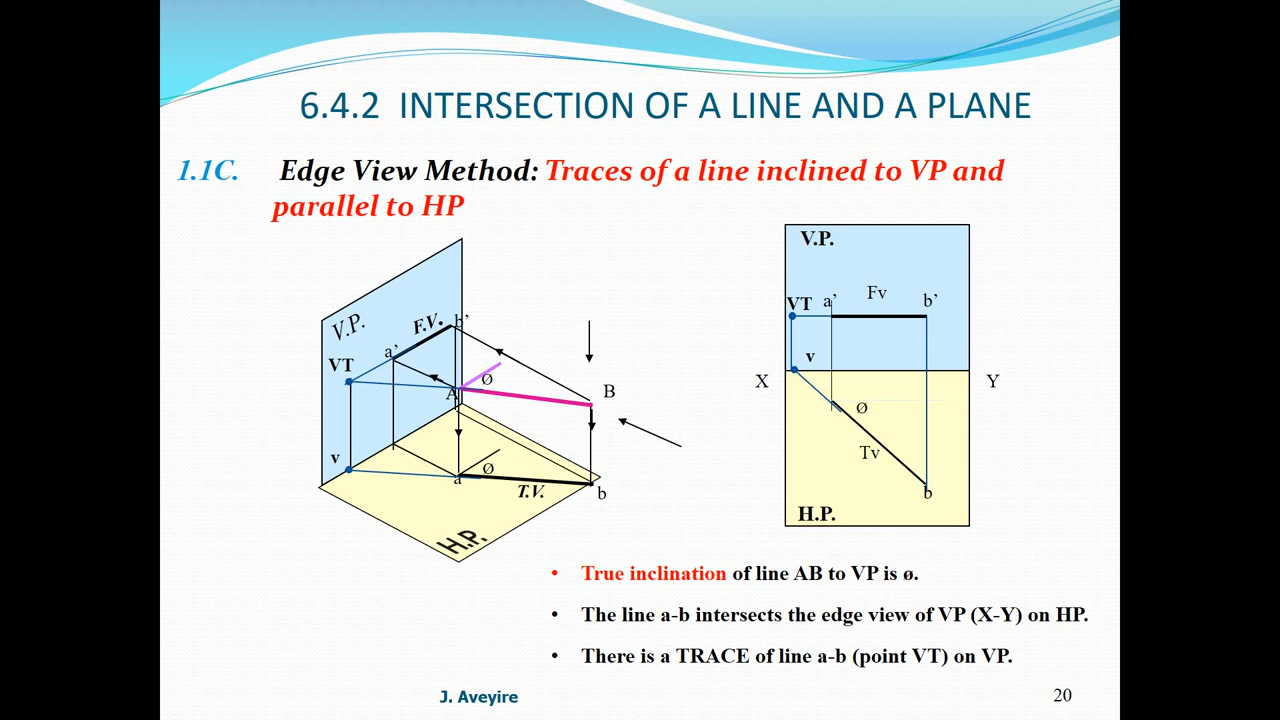 6.4.2 INTERSECTION OF A LINE AND A PLANE
1.1C. Edge View Method: Traces of a line inclined to VP and
parallel to HP
V.P.
F.V.
b’
a’
VT
Ø
A
B
v
a
Ø
T.V.
b
H.P.
V.P.
VT
a’
Fv
b’
v
X
Y
Ø
Tv
b
H.P.
• True inclination of line AB to VP is ø.
• The line a-b intersects the edge view of VP (X-Y) on HP.
• There is a TRACE of line a-b (point VT) on VP.
J. Aveyire
20